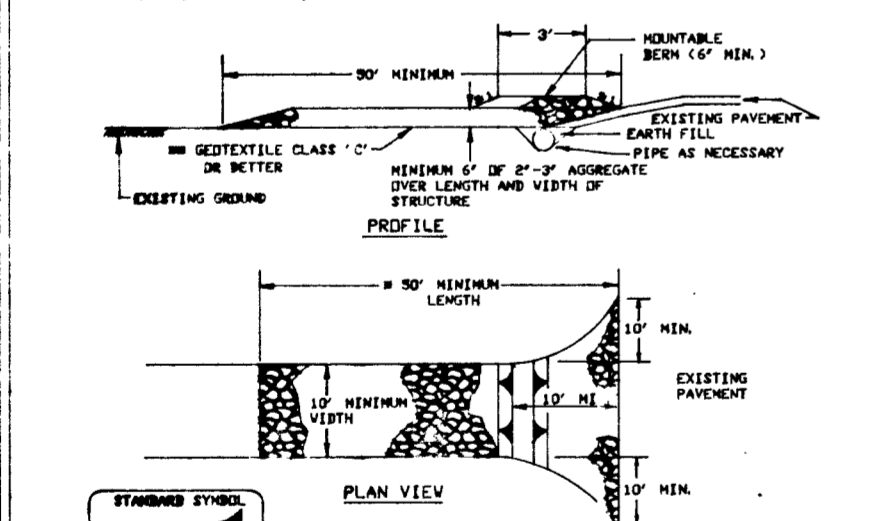 3'
MOUNTABLE
BERM (6" MIN.)
50' MINIMUM
EXISTING PAVEMENT
EARTH FILL
** GEOTEXTILE CLASS 'C'
OR BETTER
PIPE AS NECESSARY
MINIMUM 6" OF 2"-3" AGGREGATE
OVER LENGTH AND WIDTH OF
STRUCTURE
EXISTING GROUND
PROFILE
* 50' MINIMUM
LENGTH
10' MIN.
EXISTING
PAVEMENT
10' MINIMUM
WIDTH
10' MI
10' MIN.
PLAN VIEW
STANDARD SYMBOL